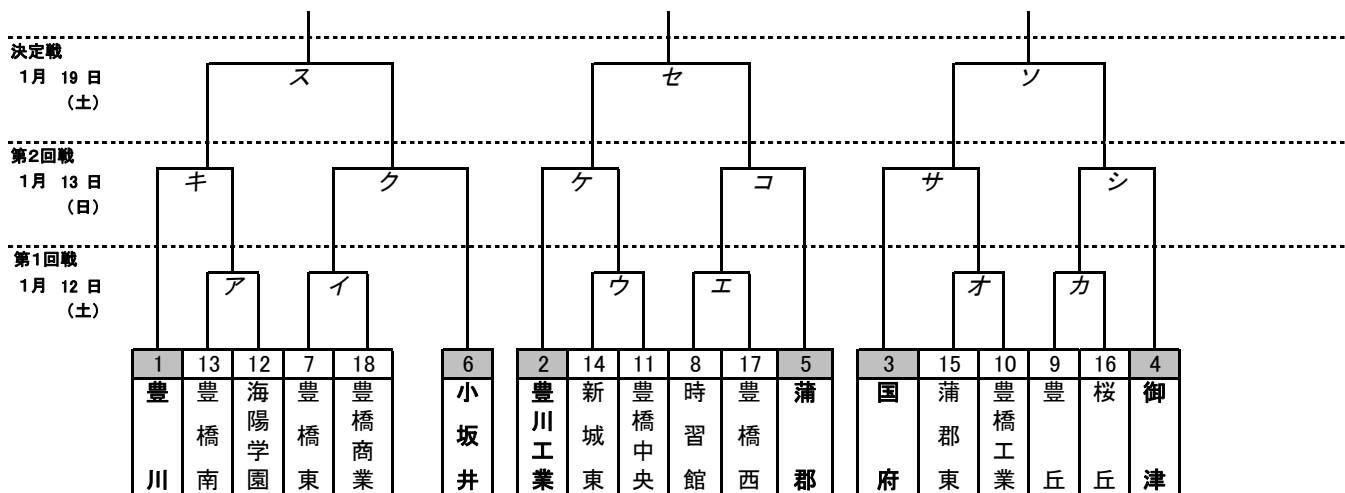 決定戦
1月 19 日
(土)
ス
セ
ソ
第2回戦
1月 13 日
(日)
キ
ク
ケ
コ
サ
シ
第1回戦
1月 12 日
(土)
ア
イ
ウ
エ
オ
カ
1
13
12
7
18
6
2
14
11
8
17
5
3
15
10
9
16
4
豊川
豊橋南
海陽学園
豊橋東
豊橋商業
小坂井
豊川工業
新城東
豊橋中央
時習館
豊橋西
蒲郡
国府
蒲郡東
豊橋工業
豊丘
桜丘
御津